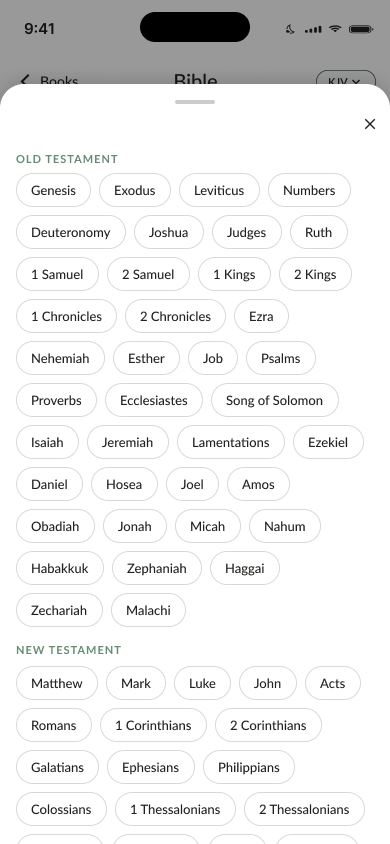 9:41
Books Bible KJV
OLD TESTAMENT
Genesis Exodus Leviticus Numbers
Deuteronomy Joshua Judges Ruth
1 Samuel 2 Samuel 1 Kings 2 Kings
1 Chronicles 2 Chronicles Ezra
Nehemiah Esther Job Psalms
Proverbs Ecclesiastes Song of Solomon
Isaiah Jeremiah Lamentations Ezekiel
Daniel Hosea Joel Amos
Obadiah Jonah Micah Nahum
Habakkuk Zephaniah Haggai
Zechariah Malachi
NEW TESTAMENT
Matthew Mark Luke John Acts
Romans 1 Corinthians 2 Corinthians
Galatians Ephesians Philippians
Colossians 1 Thessalonians 2 Thessalonians